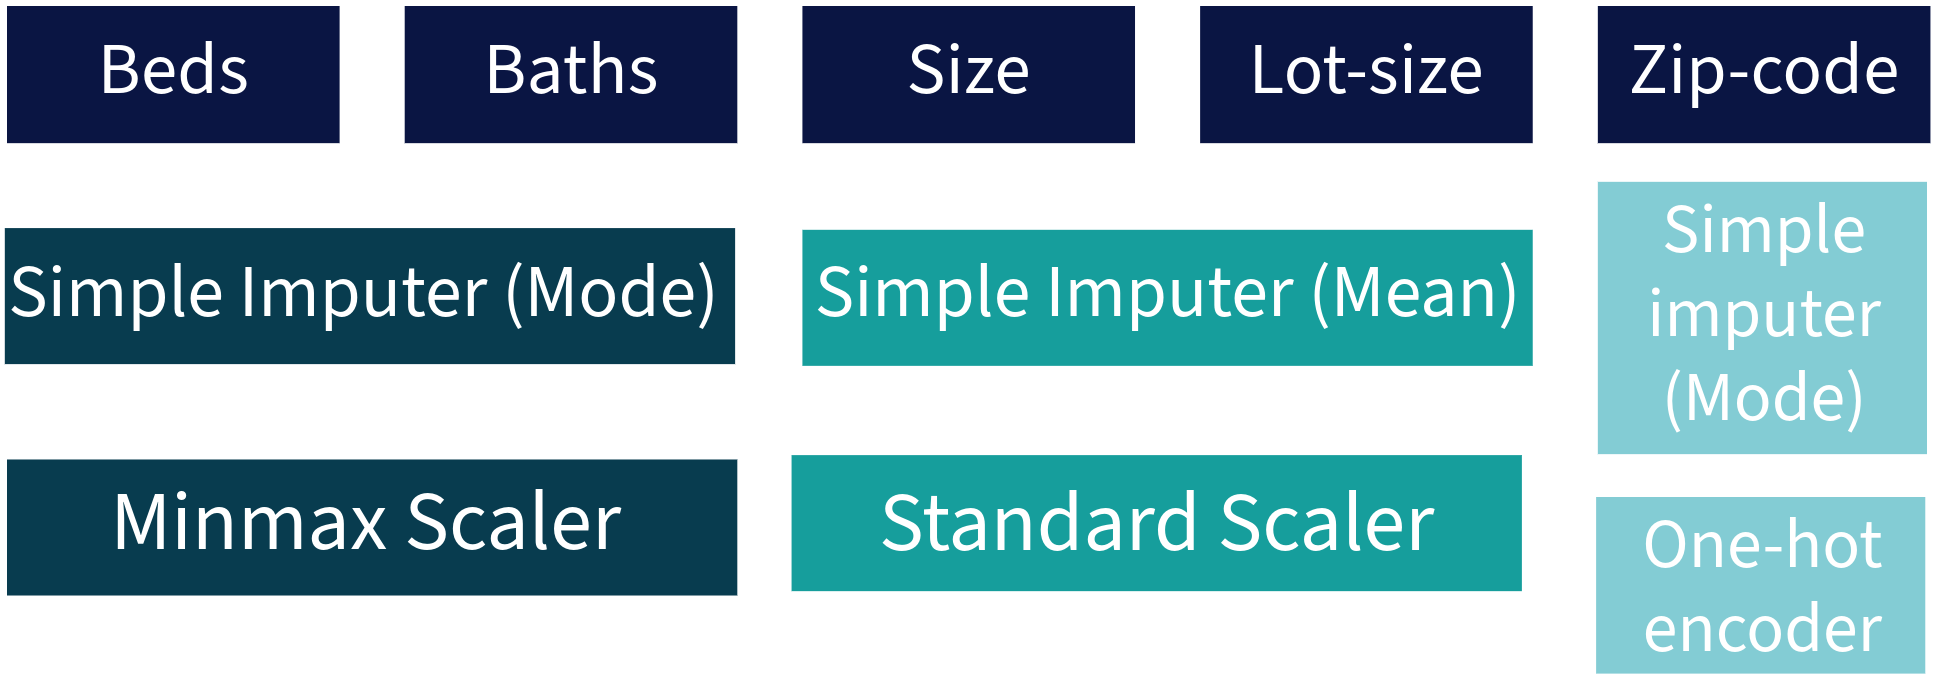 Beds
Baths
Size
Lot-size
Zip-code
Simple Imputer (Mode)
Simple Imputer (Mean)
Simple
imputer
(Mode)
Minmax Scaler
Standard Scaler
One-hot
encoder